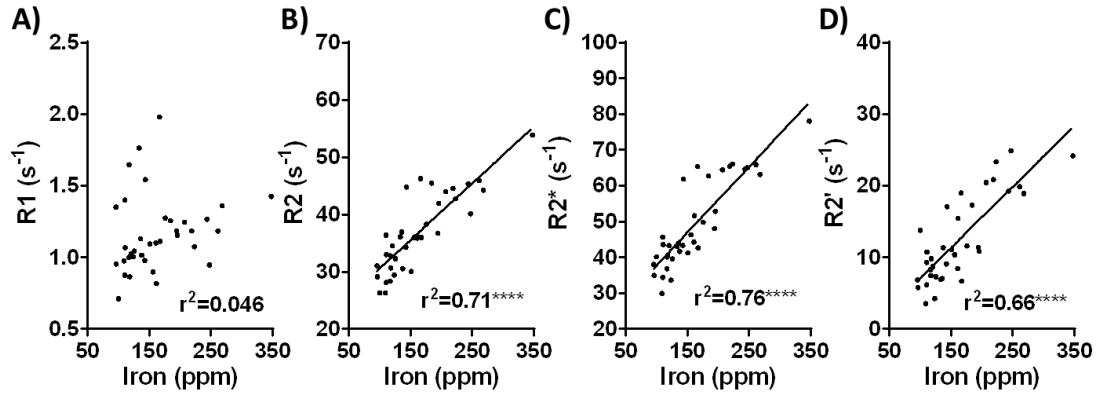 A)
R1 (s⁻¹)
2.5
2.0
1.5
1.0
0.5
r²=0.046
50 150 250 350
Iron (ppm)
B)
R2 (s⁻¹)
70
60
50
40
30
20
r²=0.71****
50 150 250 350
Iron (ppm)
C)
R2* (s⁻¹)
100
90
80
70
60
50
40
30
20
r²=0.76****
50 150 250 350
Iron (ppm)
D)
R2' (s⁻¹)
40
30
20
10
0
r²=0.66****
50 150 250 350
Iron (ppm)